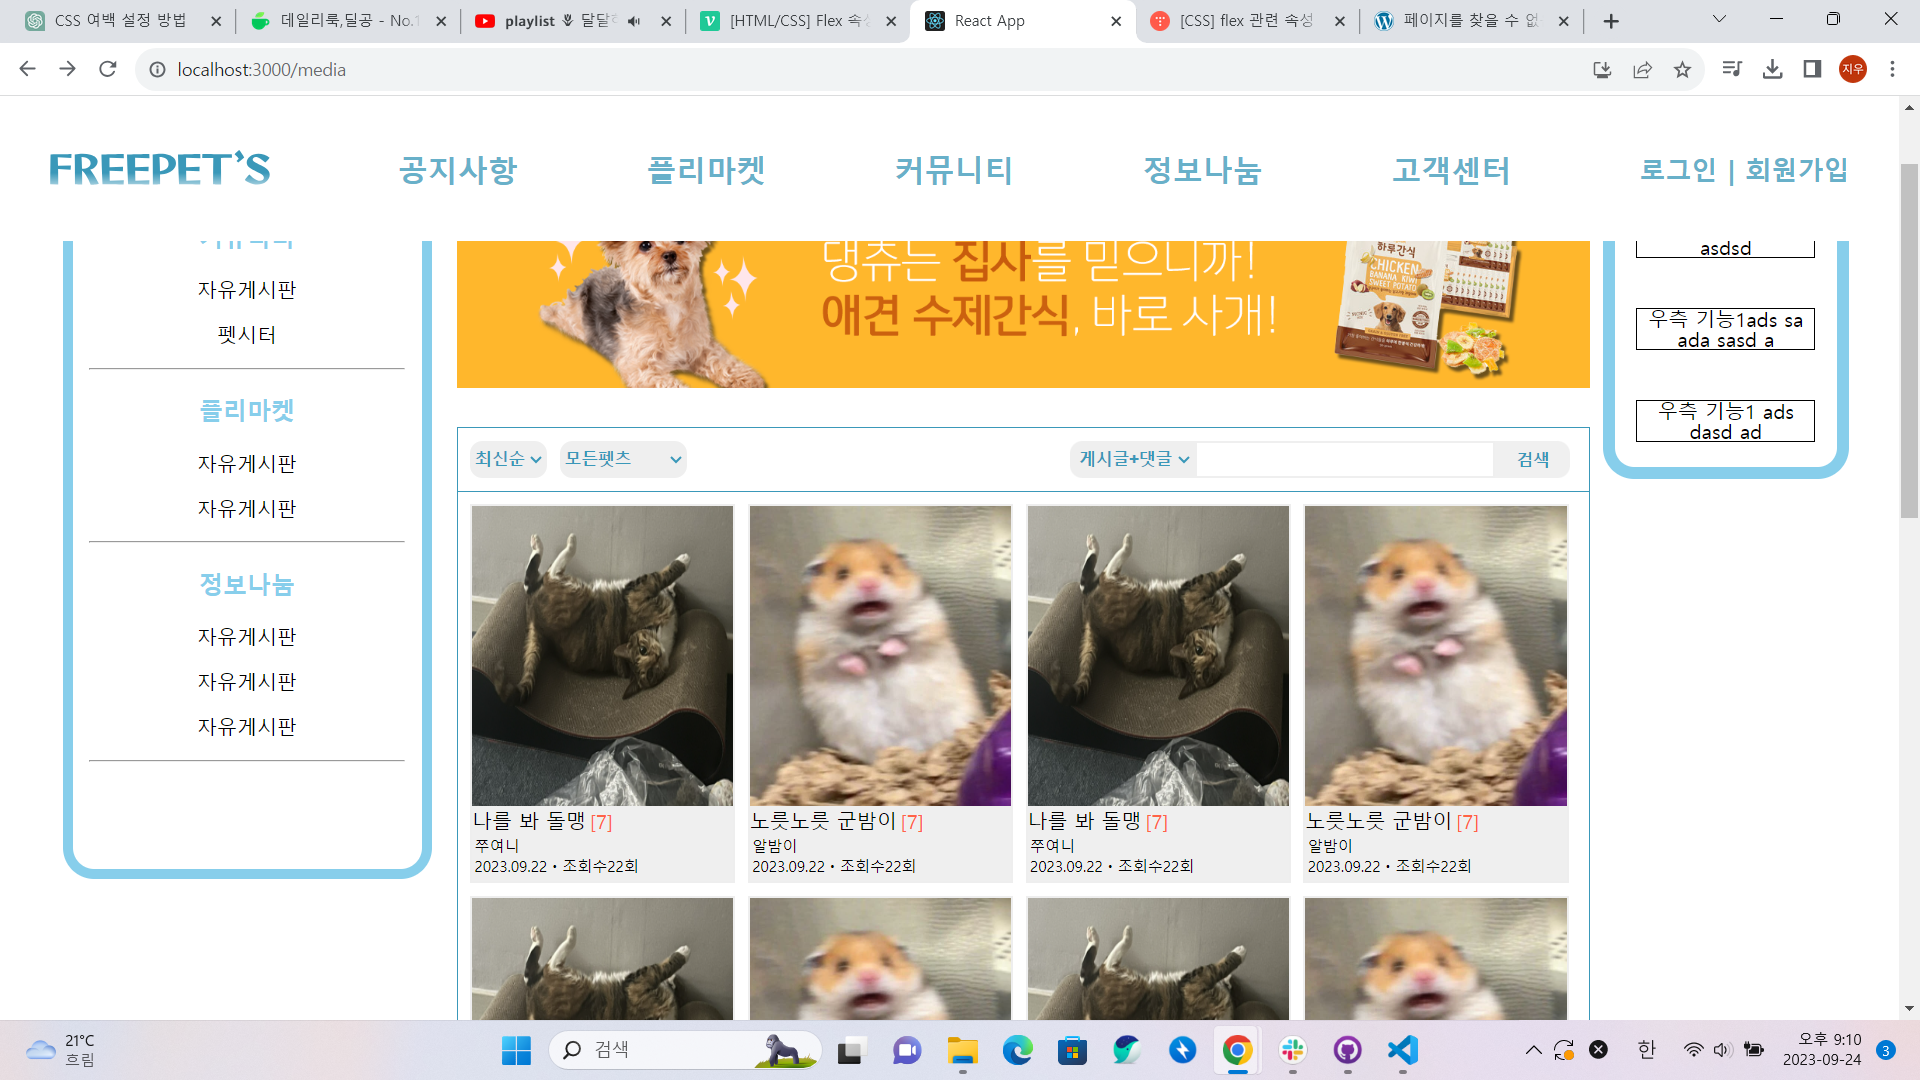 CSS 여백 설정 방법
데일리룩,딜공 - No.1
playlist 달달한
[HTML/CSS] Flex 속성
React App
[CSS] flex 관련 속성
페이지를 찾을 수 없
localhost:3000/media
지우
FREEPET'S
공지사항
플리마켓
커뮤니티
정보나눔
고객센터
로그인 | 회원가입
자유게시판
펫시터
플리마켓
자유게시판
자유게시판
정보나눔
자유게시판
자유게시판
자유게시판
댕츄는 집사를 믿으니까!
애견 수제간식, 바로 사개!
하루간식
CHICKEN
BANANA KIWI
SWEET POTATO
asdsd
우측 기능1ads sa
ada sasd a
우측 기능1 ads
dasd ad
최신순
모든펫츠
게시글+댓글
검색
나를 봐 돌맹 [7]
쭈여니
2023.09.22 • 조회수22회
노릇노릇 군밤이 [7]
알밤이
2023.09.22 • 조회수22회
나를 봐 돌맹 [7]
쭈여니
2023.09.22 • 조회수22회
노릇노릇 군밤이 [7]
알밤이
2023.09.22 • 조회수22회
21°C
흐림
검색
한
오후 9:10
2023-09-24
3